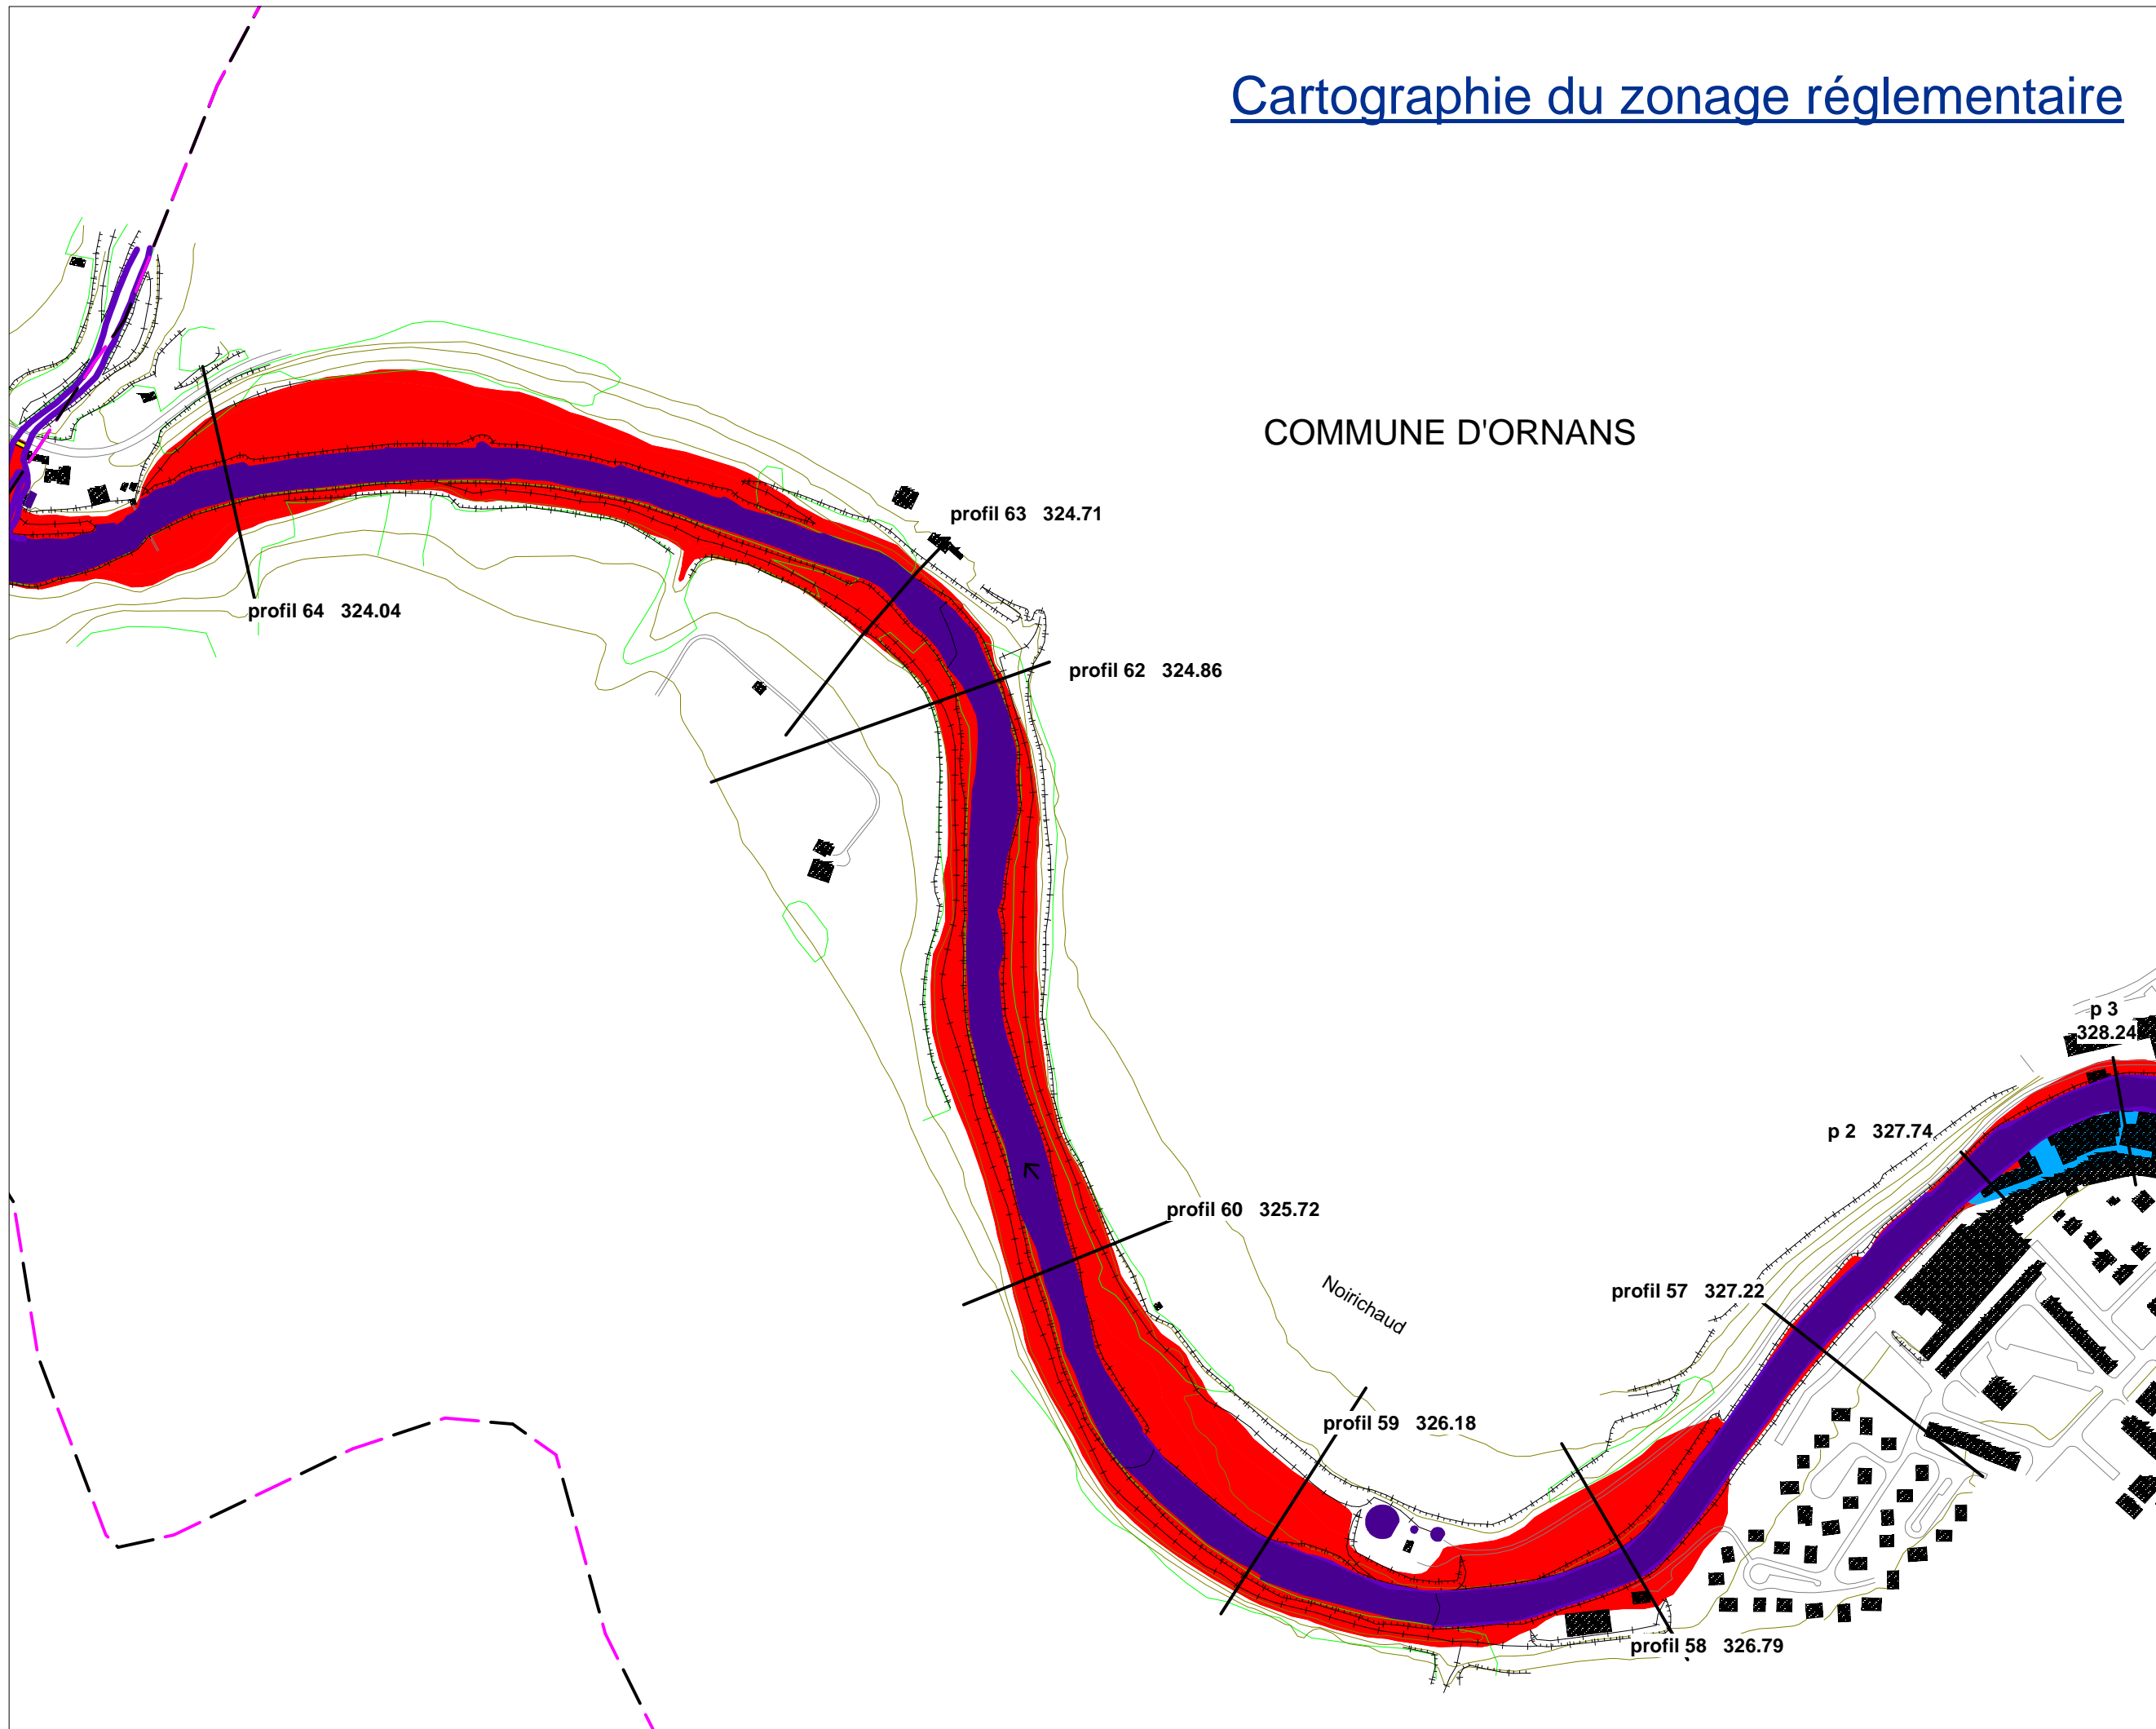 Cartographie du zonage réglementaire
COMMUNE D'ORNANS
profil 63 324.71
profil 64 324.04
profil 62 324.86
p 3
328.24
p 2 327.74
profil 60 325.72
Noirichaud
profil 57 327.22
profil 59 326.18
profil 58 326.79